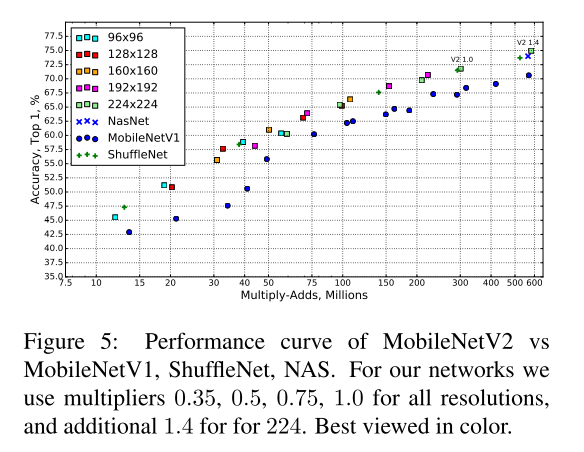 77.5
75.0
72.5
70.0
67.5
65.0
62.5
60.0
57.5
55.0
52.5
50.0
47.5
45.0
42.5
40.0
37.5
35.0
Accuracy, Top 1, %
96x96
128x128
160x160
192x192
224x224
NasNet
MobileNetV1
ShuffleNet
V2 1.0
V2 1.4
7.5 10 15 20 30 40 50 75 100 150 200 300 400 500 600
Multiply-Adds, Millions
Figure 5: Performance curve of MobileNetV2 vs
MobileNetV1, ShuffleNet, NAS. For our networks we
use multipliers 0.35, 0.5, 0.75, 1.0 for all resolutions,
and additional 1.4 for for 224. Best viewed in color.